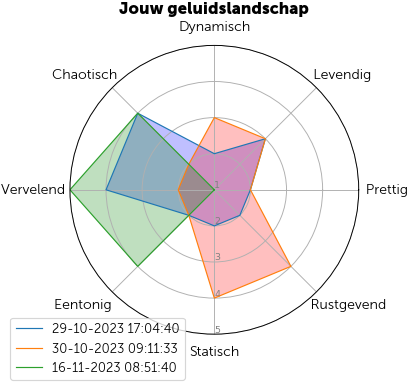 Jouw geluidslandschap
Dynamisch
Chaotisch
Levendig
Vervelend
Prettig
1
2
3
4
5
Eentonig
Rustgevend
Statisch
29-10-2023 17:04:40
30-10-2023 09:11:33
16-11-2023 08:51:40